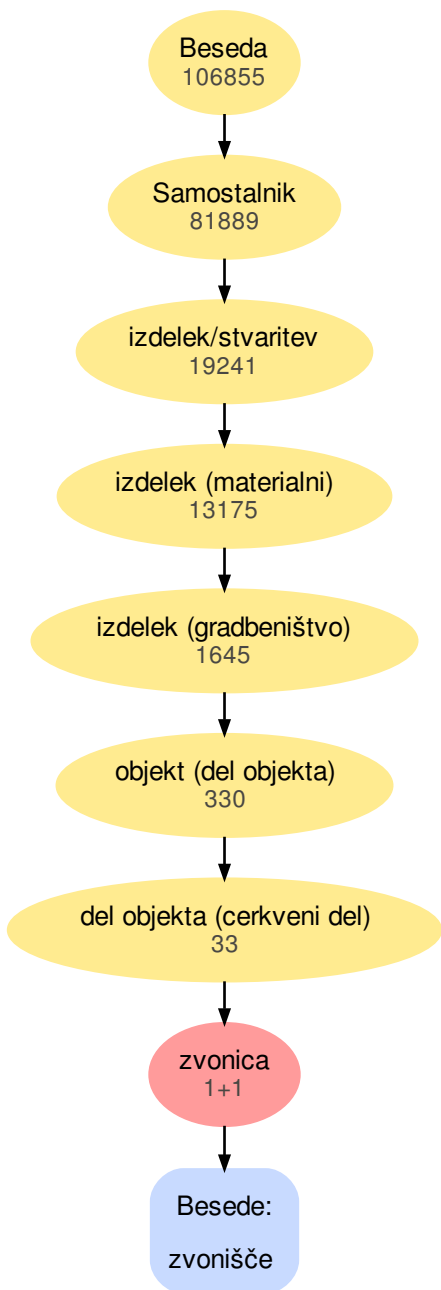 Beseda
106855
Samostalnik
81889
izdelek/stvaritev
19241
izdelek (materialni)
13175
izdelek (gradbeništvo)
1645
objekt (del objekta)
330
del objekta (cerkveni del)
33
zvonica
1+1
Besede:
zvonišče